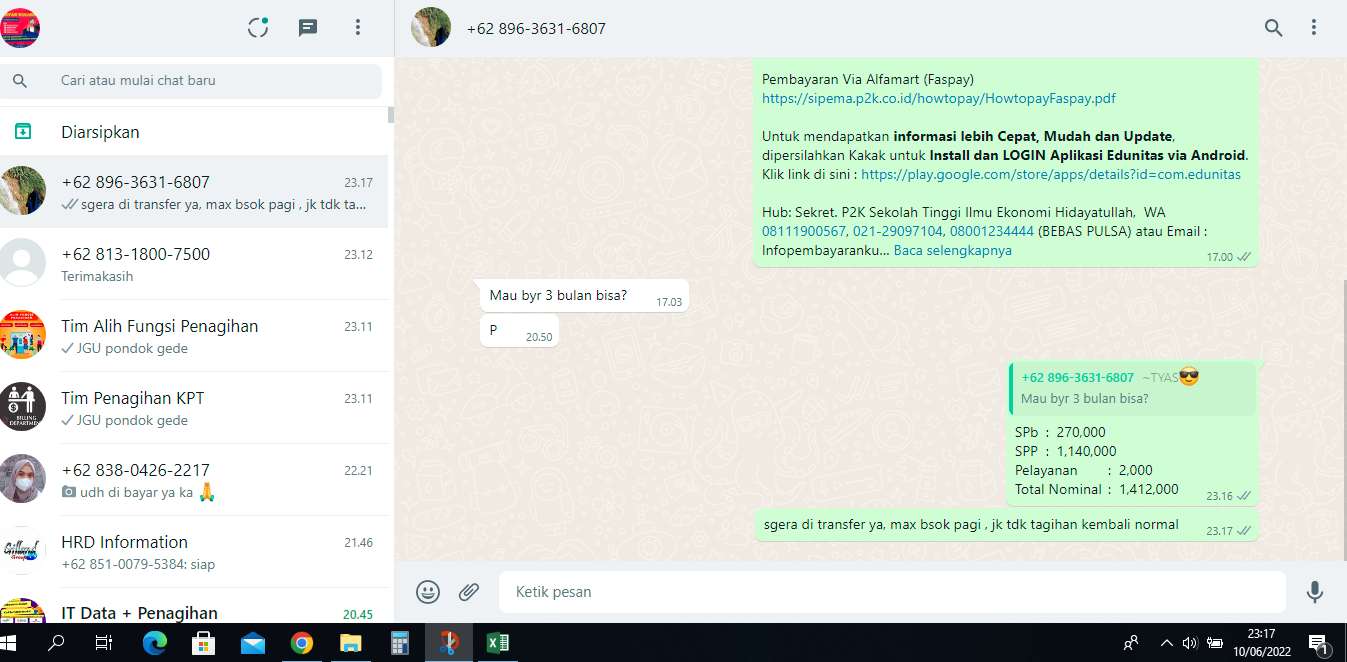 +62 896-3631-6807
Cari atau mulai chat baru
Diarsipkan
+62 896-3631-6807
23.17
sgera di transfer ya, max bsok pagi , jk tdk ta...
+62 813-1800-7500
23.12
Terimakasih
Tim Alih Fungsi Penagihan
23.11
JGU pondok gede
Tim Penagihan KPT
23.11
JGU pondok gede
BILLING
DEPARTMENT
+62 838-0426-2217
22.21
udh di bayar ya ka 🙏
HRD Information
21.46
+62 851-0079-5384: siap
IT Data + Penagihan
20.45
Pembayaran Via Alfamart (Faspay)
https://sipema.p2k.co.id/howtopay/HowtopayFaspay.pdf
Untuk mendapatkan informasi lebih Cepat, Mudah dan Update,
dipersilahkan Kakak untuk Install dan LOGIN Aplikasi Edunitas via Android.
Klik link di sini : https://play.google.com/store/apps/details?id=com.edunitas
Hub: Sekret. P2K Sekolah Tinggi Ilmu Ekonomi Hidayatullah, WA
08111900567, 021-29097104, 08001234444 (BEBAS PULSA) atau Email :
Infopembayaranku... Baca selengkapnya
17.00
Mau byr 3 bulan bisa?
17.03
P
20.50
+62 896-3631-6807 ~TYAS😎
Mau byr 3 bulan bisa?
SPb : 270,000
SPP : 1,140,000
Pelayanan : 2,000
Total Nominal : 1,412,000
23.16
sgera di transfer ya, max bsok pagi , jk tdk tagihan kembali normal
23.17
Ketik pesan
23:17
10/06/2022
1